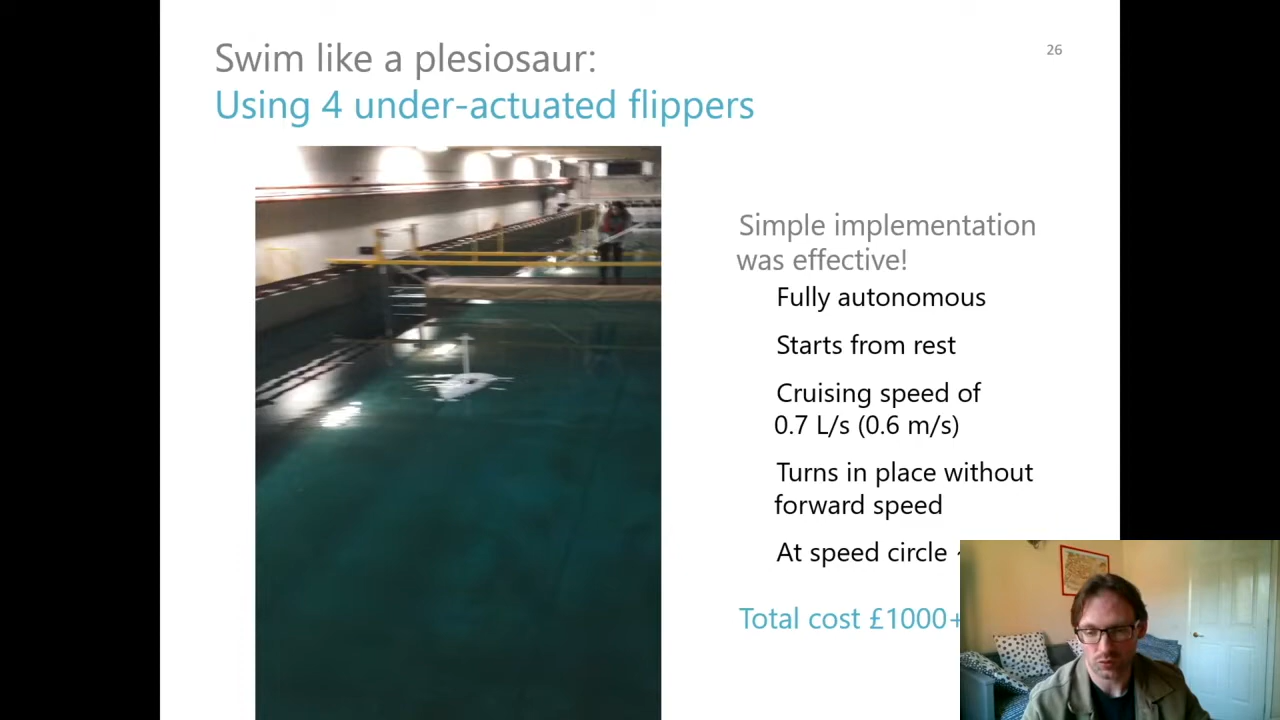 Swim like a plesiosaur:
26
Using 4 under-actuated flippers
Simple implementation
was effective!
Fully autonomous
Starts from rest
Cruising speed of
0.7 L/s (0.6 m/s)
Turns in place without
forward speed
At speed circle
Total cost £1000+